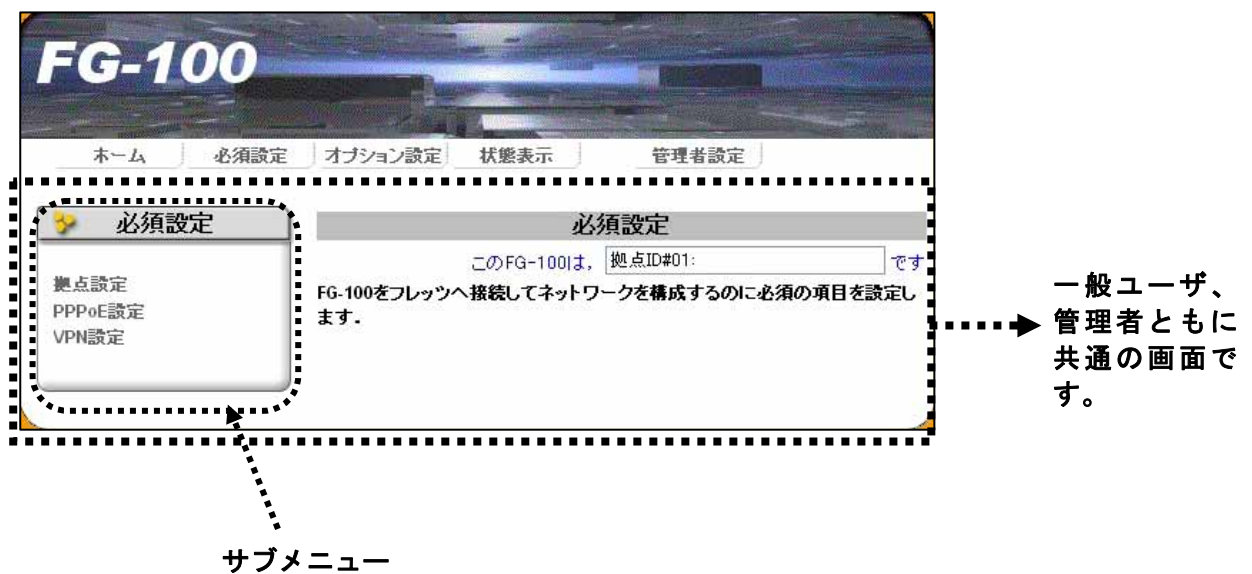 FG-100
ホーム 必須設定 オプション設定 状態表示 管理者設定
必須設定
拠点設定
PPPoE設定
VPN設定
必須設定
このFG-100は, 拠点ID#01: です
FG-100をフレッツへ接続してネットワークを構成するのに必須の項目を設定し
ます.
一般ユーザ、
管理者ともに
共通の画面で
す。
サブメニュー